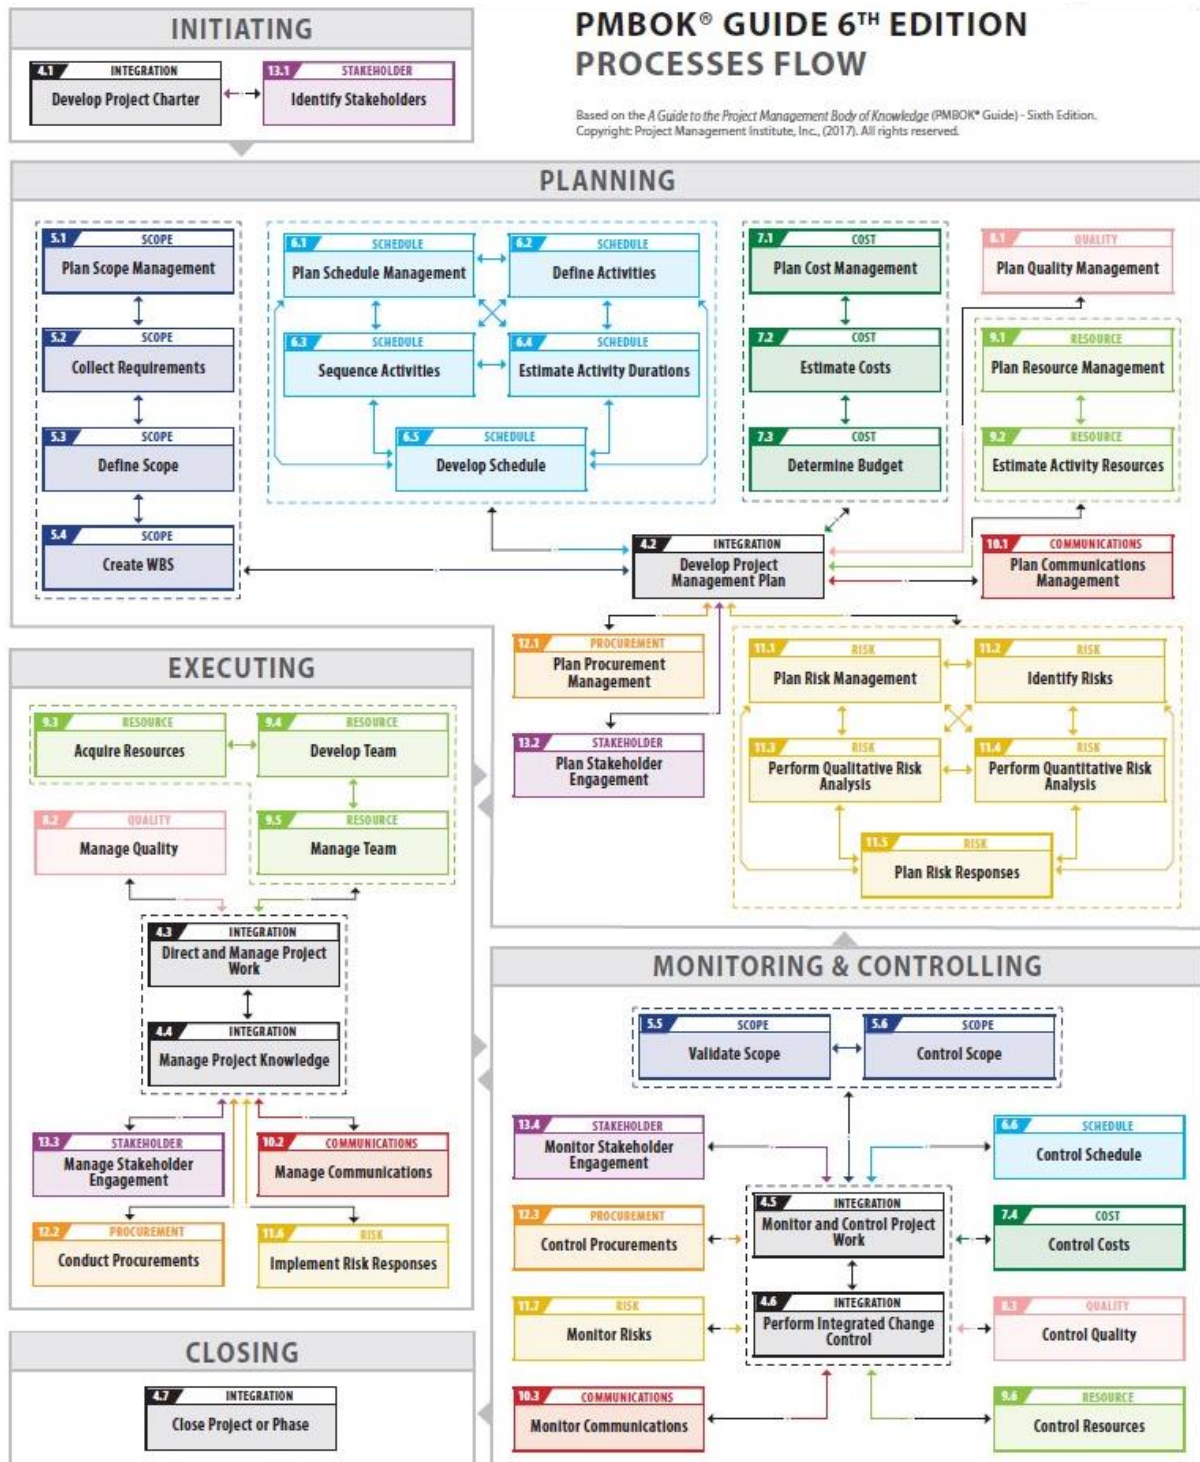 INITIATING
4.1 INTEGRATION
Develop Project Charter
13.1 STAKEHOLDER
Identify Stakeholders
PMBOK® GUIDE 6TH EDITION
PROCESSES FLOW
Based on the A Guide to the Project Management Body of Knowledge (PMBOK® Guide) - Sixth Edition.
Copyright: Project Management Institute, Inc., (2017). All rights reserved.
PLANNING
5.1 SCOPE
Plan Scope Management
5.2 SCOPE
Collect Requirements
5.3 SCOPE
Define Scope
5.4 SCOPE
Create WBS
6.1 SCHEDULE
Plan Schedule Management
6.2 SCHEDULE
Define Activities
6.3 SCHEDULE
Sequence Activities
6.4 SCHEDULE
Estimate Activity Durations
6.5 SCHEDULE
Develop Schedule
7.1 COST
Plan Cost Management
7.2 COST
Estimate Costs
7.3 COST
Determine Budget
8.1 QUALITY
Plan Quality Management
9.1 RESOURCE
Plan Resource Management
9.2 RESOURCE
Estimate Activity Resources
4.2 INTEGRATION
Develop Project
Management Plan
10.1 COMMUNICATIONS
Plan Communications
Management
12.1 PROCUREMENT
Plan Procurement
Management
13.2 STAKEHOLDER
Plan Stakeholder
Engagement
11.1 RISK
Plan Risk Management
11.2 RISK
Identify Risks
11.3 RISK
Perform Qualitative Risk
Analysis
11.4 RISK
Perform Quantitative Risk
Analysis
11.5 RISK
Plan Risk Responses
EXECUTING
9.3 RESOURCE
Acquire Resources
9.4 RESOURCE
Develop Team
8.2 QUALITY
Manage Quality
9.5 RESOURCE
Manage Team
4.3 INTEGRATION
Direct and Manage Project
Work
4.4 INTEGRATION
Manage Project Knowledge
13.3 STAKEHOLDER
Manage Stakeholder
Engagement
10.2 COMMUNICATIONS
Manage Communications
12.2 PROCUREMENT
Conduct Procurements
11.6 RISK
Implement Risk Responses
MONITORING & CONTROLLING
5.5 SCOPE
Validate Scope
5.6 SCOPE
Control Scope
13.4 STAKEHOLDER
Monitor Stakeholder
Engagement
6.6 SCHEDULE
Control Schedule
12.3 PROCUREMENT
Control Procurements
4.5 INTEGRATION
Monitor and Control Project
Work
7.4 COST
Control Costs
11.7 RISK
Monitor Risks
4.6 INTEGRATION
Perform Integrated Change
Control
8.3 QUALITY
Control Quality
10.3 COMMUNICATIONS
Monitor Communications
9.6 RESOURCE
Control Resources
CLOSING
4.7 INTEGRATION
Close Project or Phase